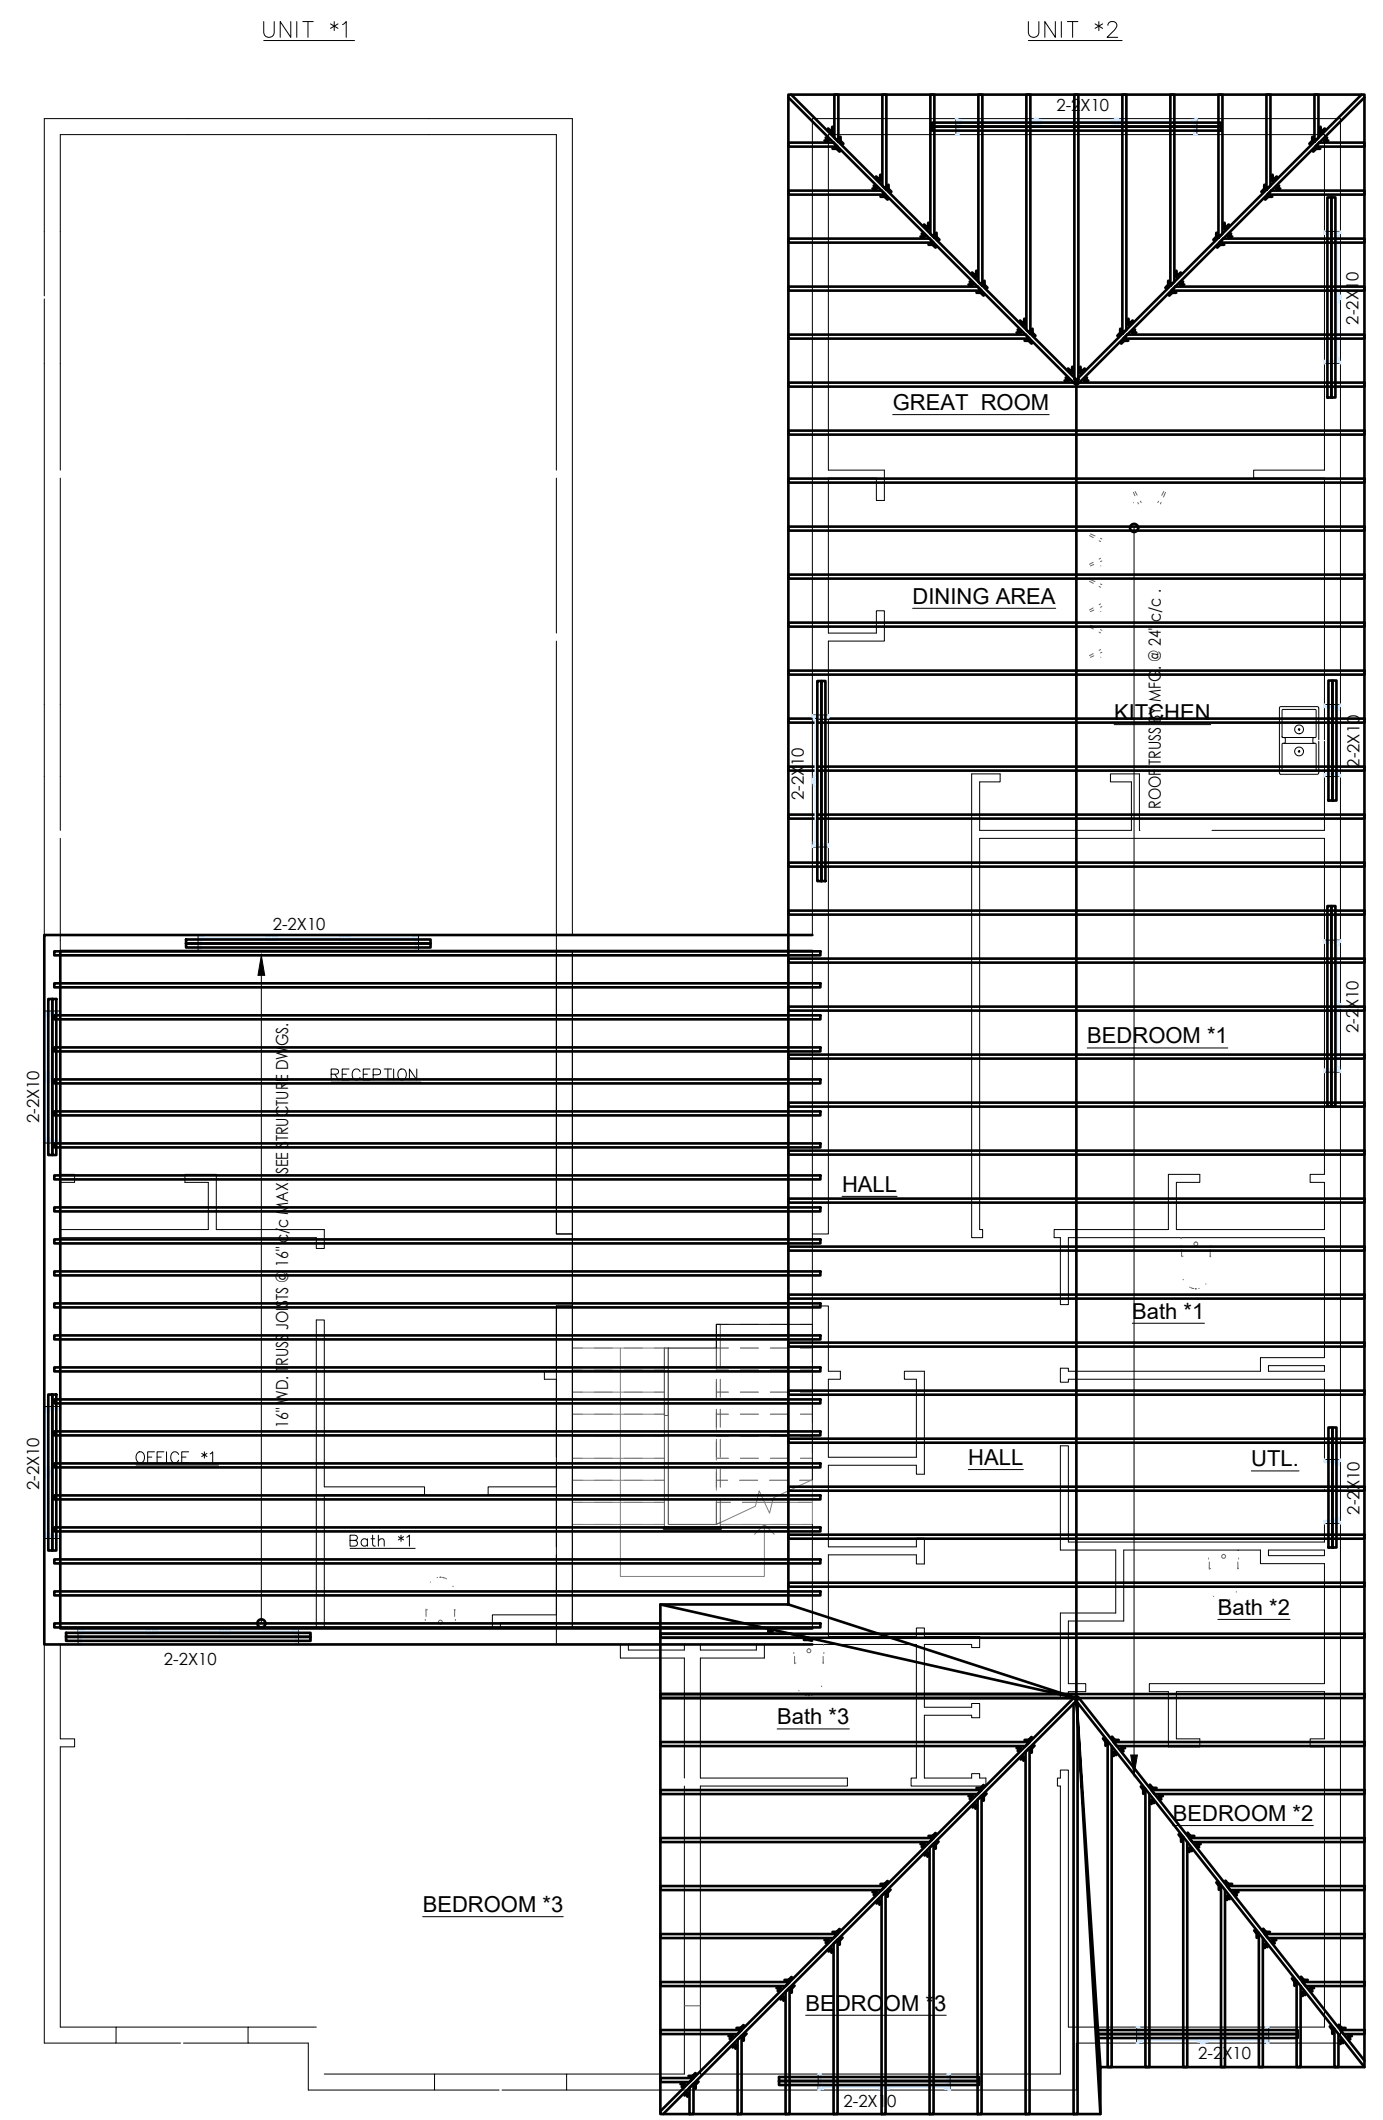 UNIT *1
UNIT *2
2-2X10
2-2X10
GREAT ROOM
DINING AREA
ROOF TRUSS BY MFG. @ 24" c/c .
KITCHEN
2-2X10
2-2X10
2-2X10
2-2X10
2-2X10
16" WD. TRUSS JOISTS @ 16" c/c MAX. SEE STRUCTURE DWGS.
RECEPTION
BEDROOM *1
2-2X10
HALL
Bath *1
2-2X10
OFFICE *1
HALL
UTL.
2-2X10
Bath *1
Bath *2
2-2X10
Bath *3
BEDROOM *2
BEDROOM *3
BEDROOM *3
2-2X10
2-2X10